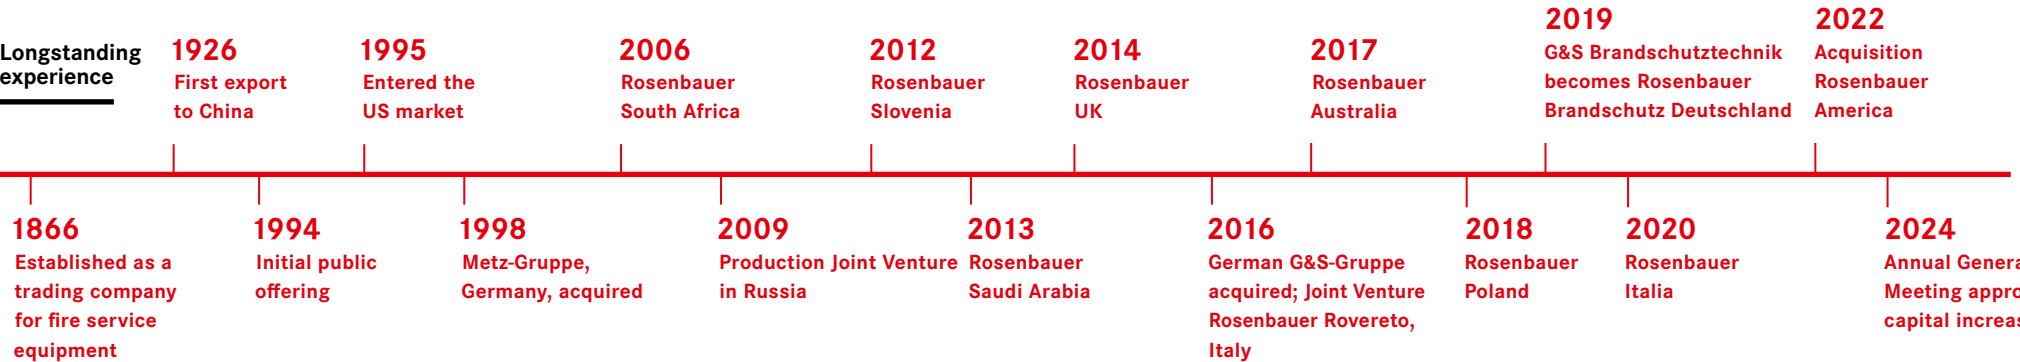 Longstanding
experience
1866
Established as a
trading company
for fire service
equipment
1926
First export
to China
1994
Initial public
offering
1995
Entered the
US market
1998
Metz-Gruppe,
Germany, acquired
2006
Rosenbauer
South Africa
2009
Production Joint Venture
in Russia
2012
Rosenbauer
Slovenia
2013
Rosenbauer
Saudi Arabia
2014
Rosenbauer
UK
2016
German G&S-Gruppe
acquired; Joint Venture
Rosenbauer Rovereto,
Italy
2017
Rosenbauer
Australia
2018
Rosenbauer
Poland
2019
G&S Brandschutztechnik
becomes Rosenbauer
Brandschutz Deutschland
2020
Rosenbauer
Italia
2022
Acquisition
Rosenbauer
America
2024
Annual
Meeting
capital